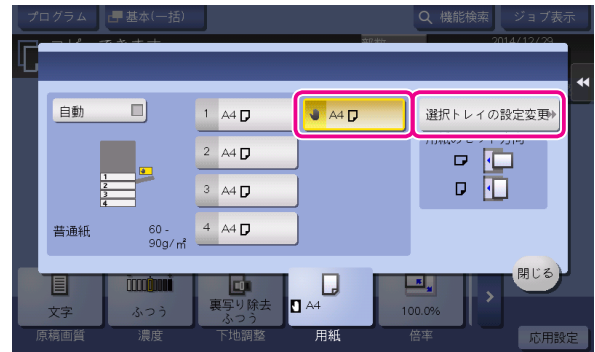 プログラム
基本(一括)
機能検索
ジョブ表示
自動
1 A4
A4
選択トレイの設定変更
2 A4
3 A4
4 A4
1
2
3
4
普通紙
60 -
90g/㎡
閉じる
文字
ふつう
裏写り除去
ふつう
A4
100.0%
原稿画質
濃度
下地調整
用紙
倍率
応用設定